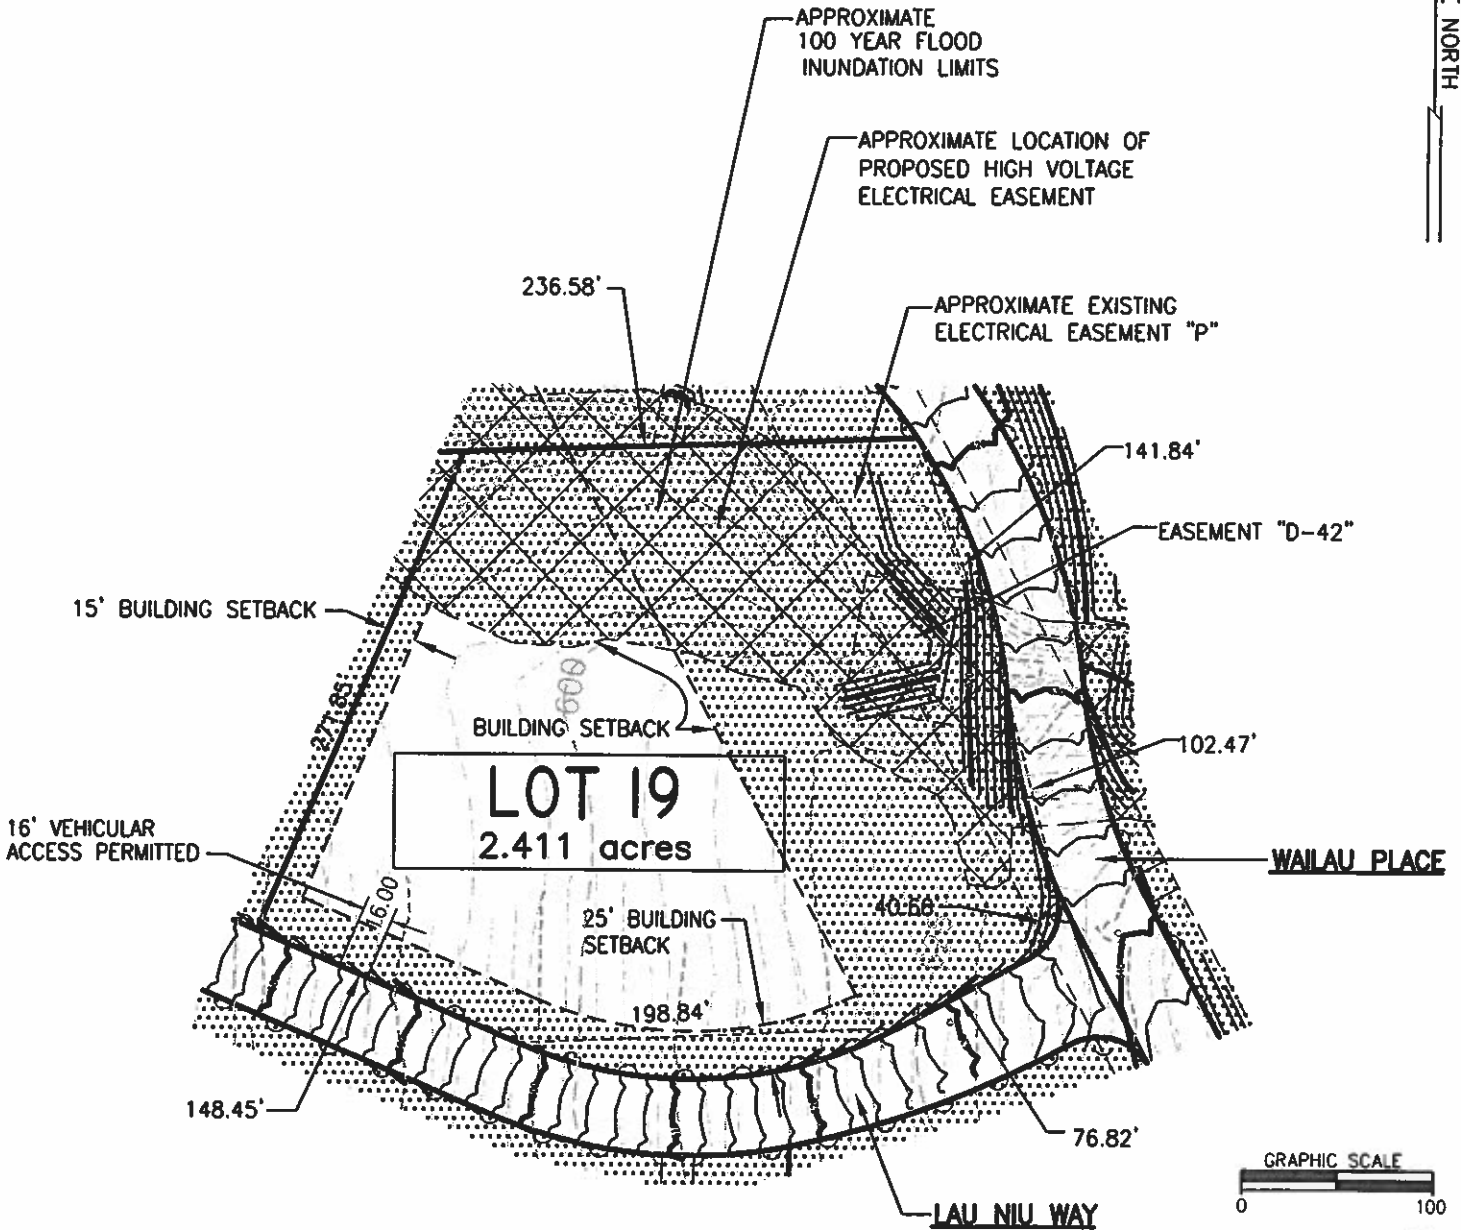 APPROXIMATE
100 YEAR FLOOD
INUNDATION LIMITS
NORTH
APPROXIMATE LOCATION OF
PROPOSED HIGH VOLTAGE
ELECTRICAL EASEMENT
236.58'
APPROXIMATE EXISTING
ELECTRICAL EASEMENT "P"
141.84'
EASEMENT "D-42"
15' BUILDING SETBACK
600
271.85'
BUILDING SETBACK
102.47'
LOT 19
2.411 acres
16' VEHICULAR
ACCESS PERMITTED
WAILAU PLACE
16.00
40.66'
25' BUILDING
SETBACK
198.84'
148.45'
76.82'
GRAPHIC SCALE
0 100
LAU NIU WAY